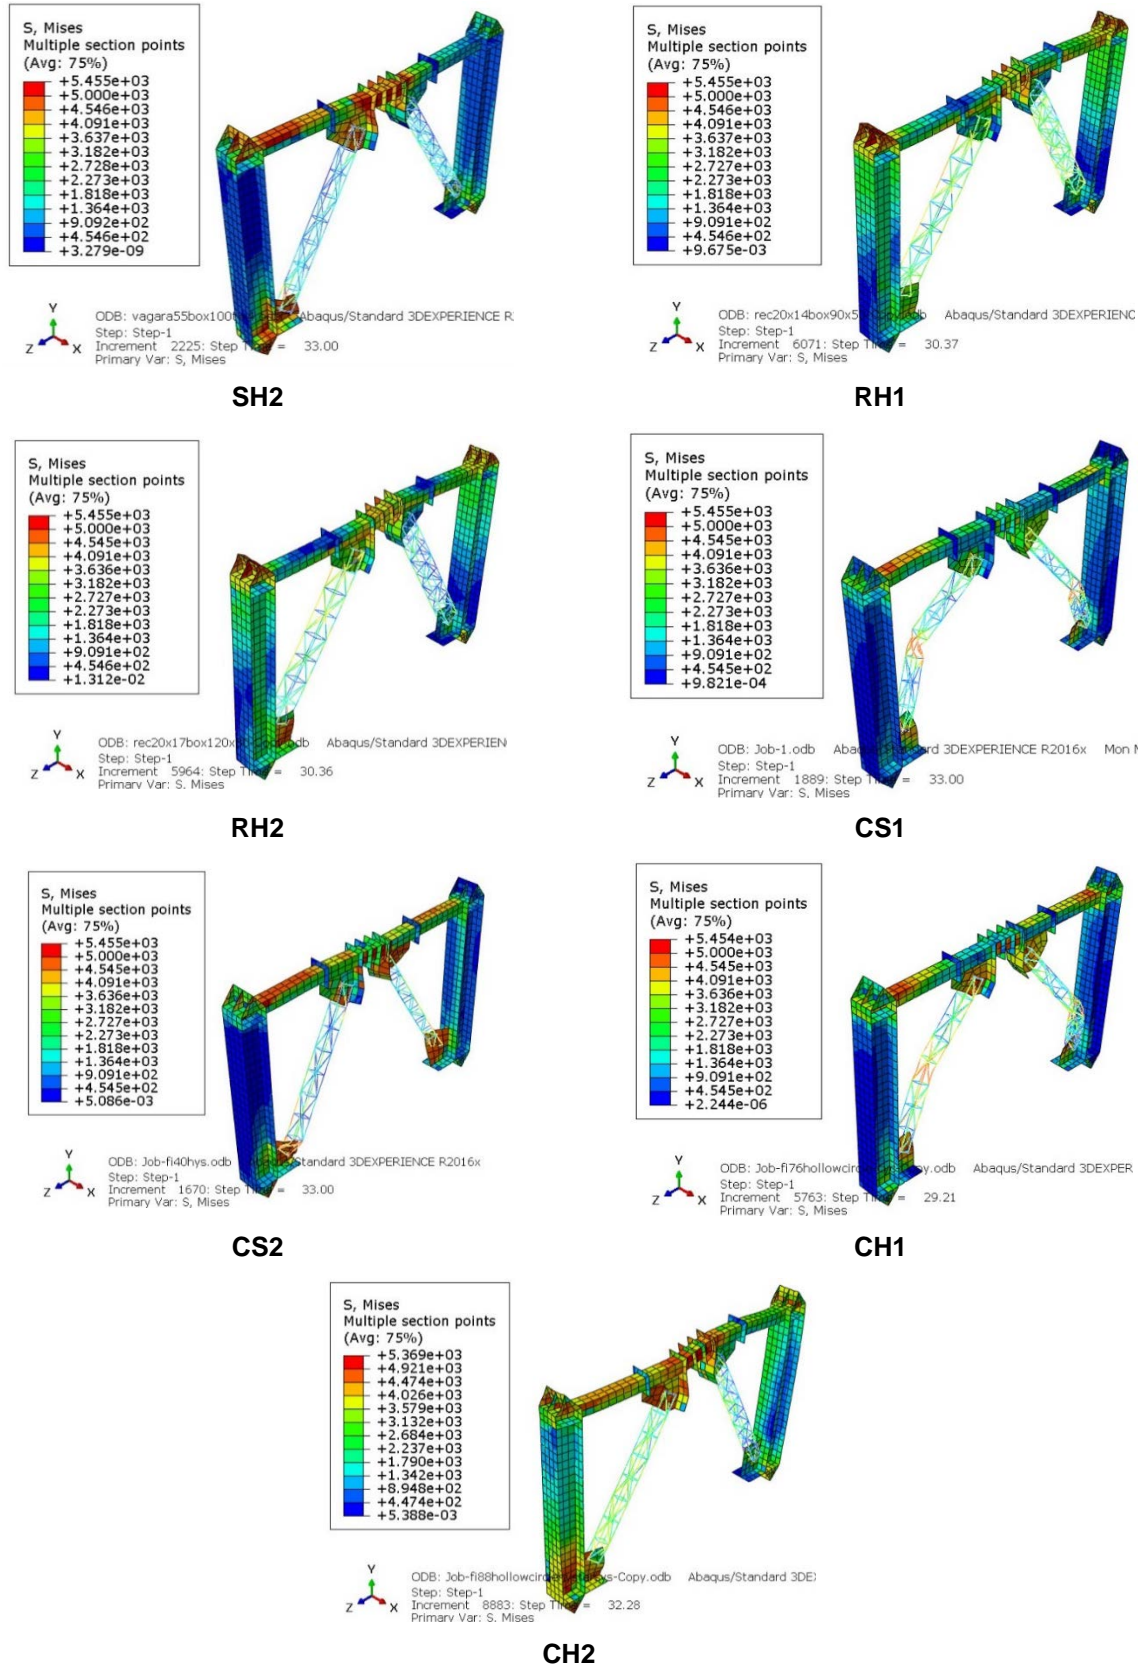 S, Mises
Multiple section points
(Avg: 75%)
+5.455e+03
+5.000e+03
+4.546e+03
+4.091e+03
+3.637e+03
+3.182e+03
+2.728e+03
+2.273e+03
+1.818e+03
+1.364e+03
+9.092e+02
+4.546e+02
+3.279e-09
Y
Z X
ODB: vagara55box100 Abaqus/Standard 3DEXPERIENCE R
Step: Step-1
Increment 2225: Step Time = 33.00
Primary Var: S, Mises
SH2
S, Mises
Multiple section points
(Avg: 75%)
+5.455e+03
+5.000e+03
+4.546e+03
+4.091e+03
+3.637e+03
+3.182e+03
+2.728e+03
+2.273e+03
+1.818e+03
+1.364e+03
+9.091e+02
+4.546e+02
+9.675e-03
Y
Z X
ODB: rec20x14box90x5 Abaqus/Standard 3DEXPERIENC
Step: Step-1
Increment 6071: Step Time = 30.37
Primary Var: S, Mises
RH1
S, Mises
Multiple section points
(Avg: 75%)
+5.455e+03
+5.000e+03
+4.545e+03
+4.091e+03
+3.636e+03
+3.182e+03
+2.727e+03
+2.273e+03
+1.818e+03
+1.364e+03
+9.091e+02
+4.546e+02
+1.312e-02
Y
Z X
ODB: rec20x17box120x Abaqus/Standard 3DEXPERIEN
Step: Step-1
Increment 5964: Step Time = 30.36
Primary Var: S, Mises
RH2
S, Mises
Multiple section points
(Avg: 75%)
+5.455e+03
+5.000e+03
+4.545e+03
+4.091e+03
+3.636e+03
+3.182e+03
+2.727e+03
+2.273e+03
+1.818e+03
+1.364e+03
+9.091e+02
+4.545e+02
+9.821e-04
Y
Z X
ODB: Job-1.odb Abaqus/Standard 3DEXPERIENCE R2016x Mon
Step: Step-1
Increment 1889: Step Time = 33.00
Primary Var: S, Mises
CS1
S, Mises
Multiple section points
(Avg: 75%)
+5.455e+03
+5.000e+03
+4.545e+03
+4.091e+03
+3.636e+03
+3.182e+03
+2.727e+03
+2.273e+03
+1.818e+03
+1.364e+03
+9.091e+02
+4.545e+02
+5.086e-03
Y
Z X
ODB: Job-fi40hys.odb Standard 3DEXPERIENCE R2016x
Step: Step-1
Increment 1670: Step Time = 33.00
Primary Var: S, Mises
CS2
S, Mises
Multiple section points
(Avg: 75%)
+5.454e+03
+5.000e+03
+4.545e+03
+4.091e+03
+3.636e+03
+3.182e+03
+2.727e+03
+2.273e+03
+1.818e+03
+1.364e+03
+9.091e+02
+4.545e+02
+2.244e-06
Y
Z X
ODB: Job-fi76hollowcir Abaqus/Standard 3DEXPER
Step: Step-1
Increment 5763: Step Time = 29.21
Primary Var: S, Mises
CH1
S, Mises
Multiple section points
(Avg: 75%)
+5.369e+03
+4.921e+03
+4.474e+03
+4.026e+03
+3.579e+03
+3.132e+03
+2.684e+03
+2.237e+03
+1.790e+03
+1.342e+03
+8.948e+02
+4.474e+02
+5.388e-03
Y
Z X
ODB: Job-fi88hollowcir ys-Copy.odb Abaqus/Standard 3DE
Step: Step-1
Increment 8883: Step Time = 32.28
Primary Var: S, Mises
CH2